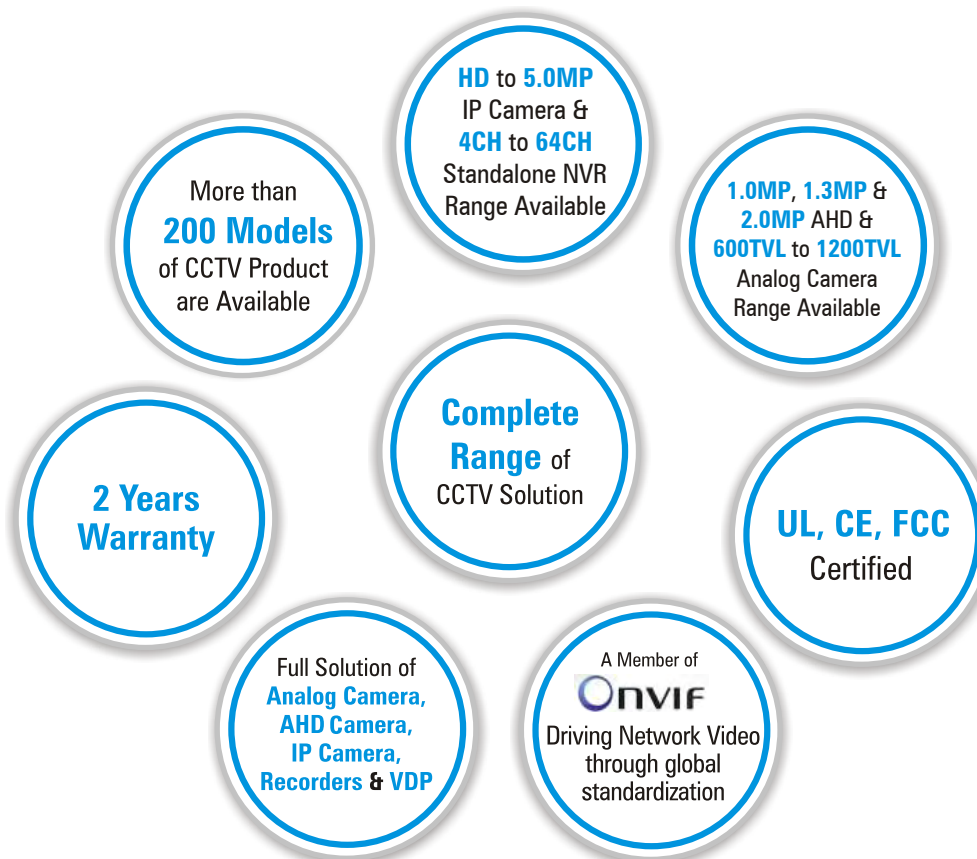 HD to 5.0MP
IP Camera &
4CH to 64CH
Standalone NVR
Range Available
More than
200 Models
of CCTV Product
are Available
1.0MP, 1.3MP &
2.0MP AHD &
600TVL to 1200TVL
Analog Camera
Range Available
Complete
Range of
CCTV Solution
2 Years
Warranty
UL, CE, FCC
Certified
Full Solution of
Analog Camera,
AHD Camera,
IP Camera,
Recorders & VDP
A Member of
Onvif
Driving Network Video
through global
standardization